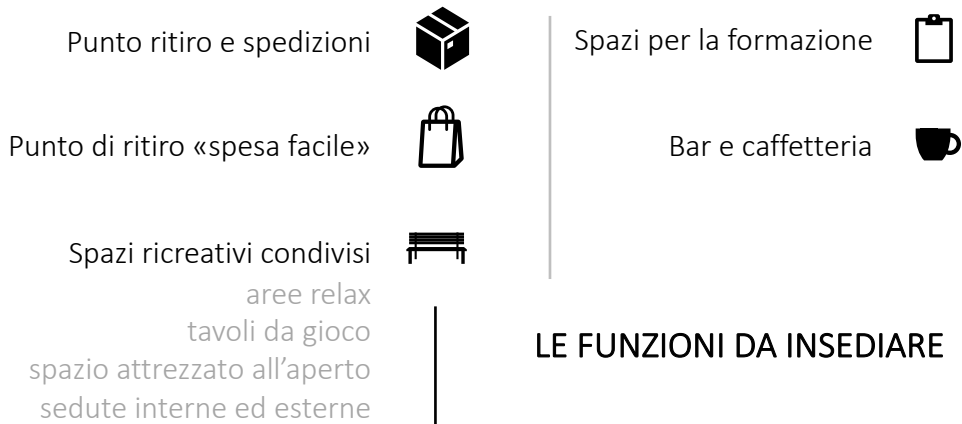 Punto ritiro e spedizioni
Punto di ritiro «spesa facile»
Spazi ricreativi condivisi
aree relax
tavoli da gioco
spazio attrezzato all’aperto
sedute interne ed esterne
Spazi per la formazione
Bar e caffetteria
LE FUNZIONI DA INSEDIARE